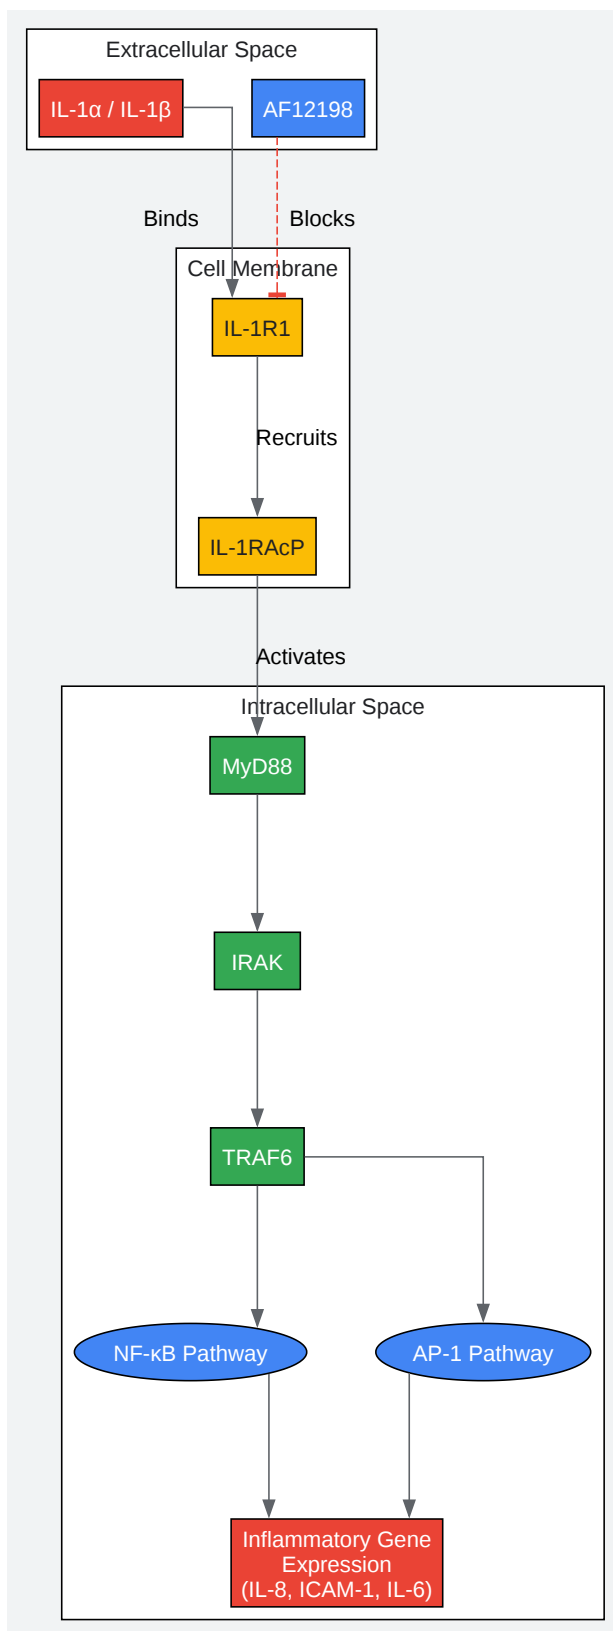 Extracellular Space
IL-1α / IL-1β
AF12198
Binds
Blocks
Cell Membrane
IL-1R1
Recruits
IL-1RAcP
Activates
Intracellular Space
MyD88
IRAK
TRAF6
NF-κB Pathway
AP-1 Pathway
Inflammatory Gene
Expression
(IL-8, ICAM-1, IL-6)